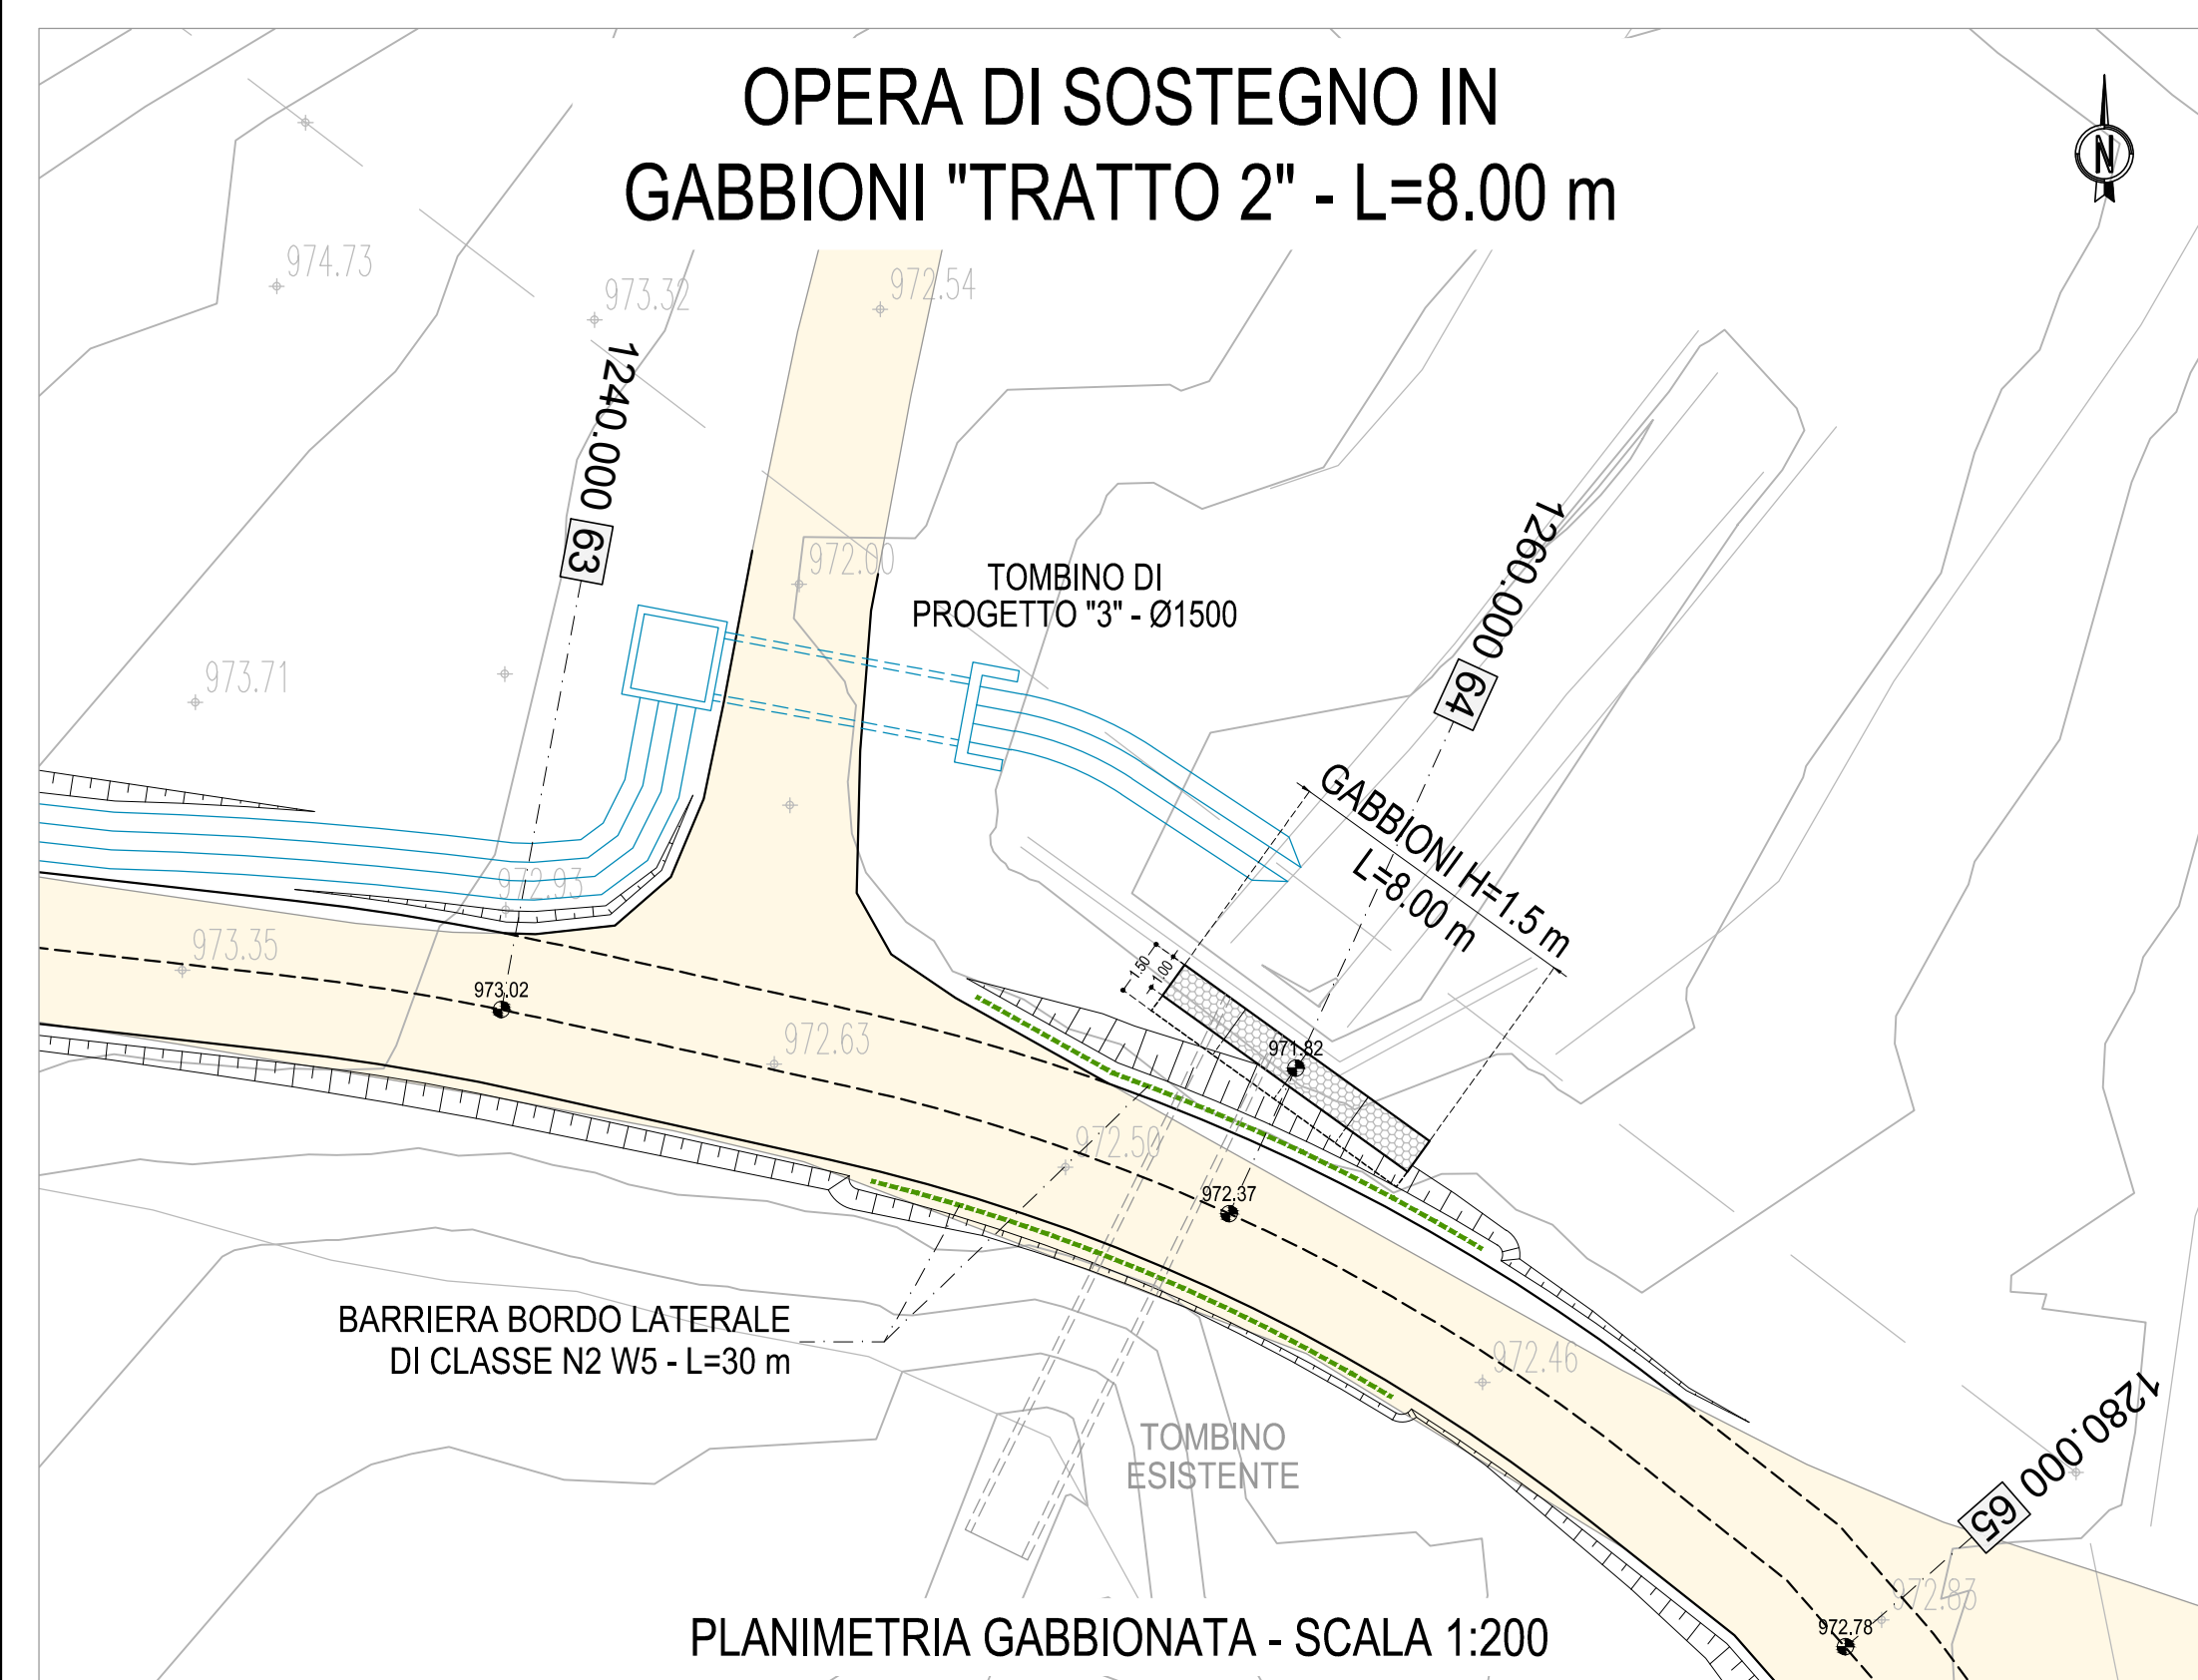 OPERA DI SOSTEGNO IN
GABBIONI "TRATTO 2" - L=8.00 m
N
974.73
973.32
972.54
1240.000 63
972.00
TOMBINO DI
PROGETTO "3" - Ø1500
1260.000 64
973.71
GABBIONI H=1.5 m
L=8.00 m
972.93
973.35
1.50
1.00
973.02
972.63
971.82
972.50
972.37
BARRIERA BORDO LATERALE
DI CLASSE N2 W5 - L=30 m
972.46
TOMBINO
ESISTENTE
1280.000 65
972.83
972.78
PLANIMETRIA GABBIONATA - SCALA 1:200